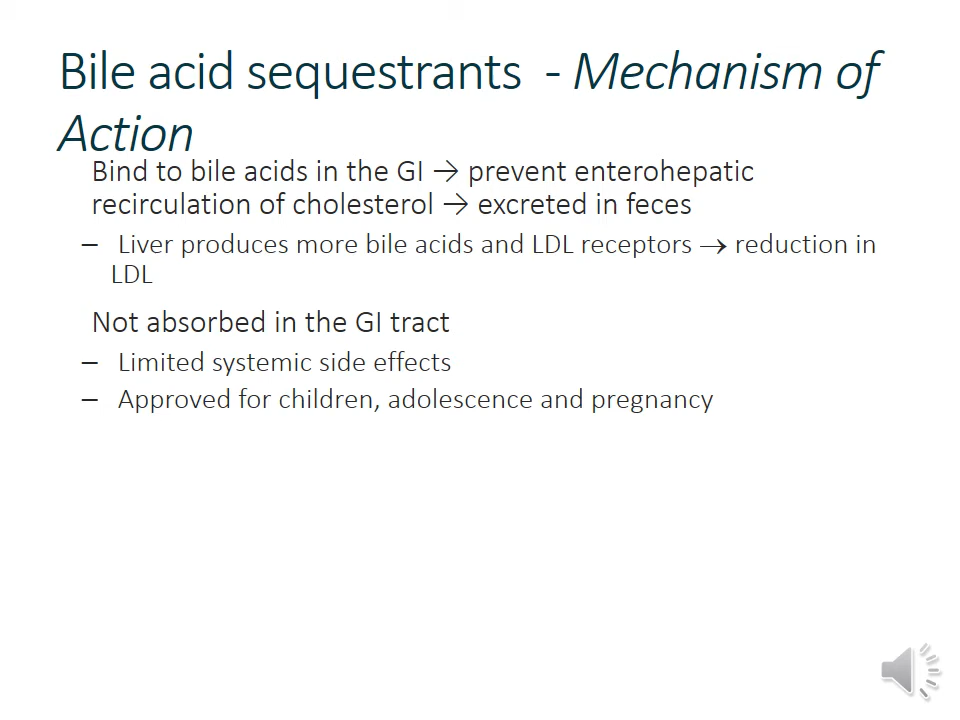 Bile acid sequestrants - Mechanism of
Action
Bind to bile acids in the GI → prevent enterohepatic
recirculation of cholesterol → excreted in feces
– Liver produces more bile acids and LDL receptors → reduction in
LDL
Not absorbed in the GI tract
– Limited systemic side effects
– Approved for children, adolescence and pregnancy